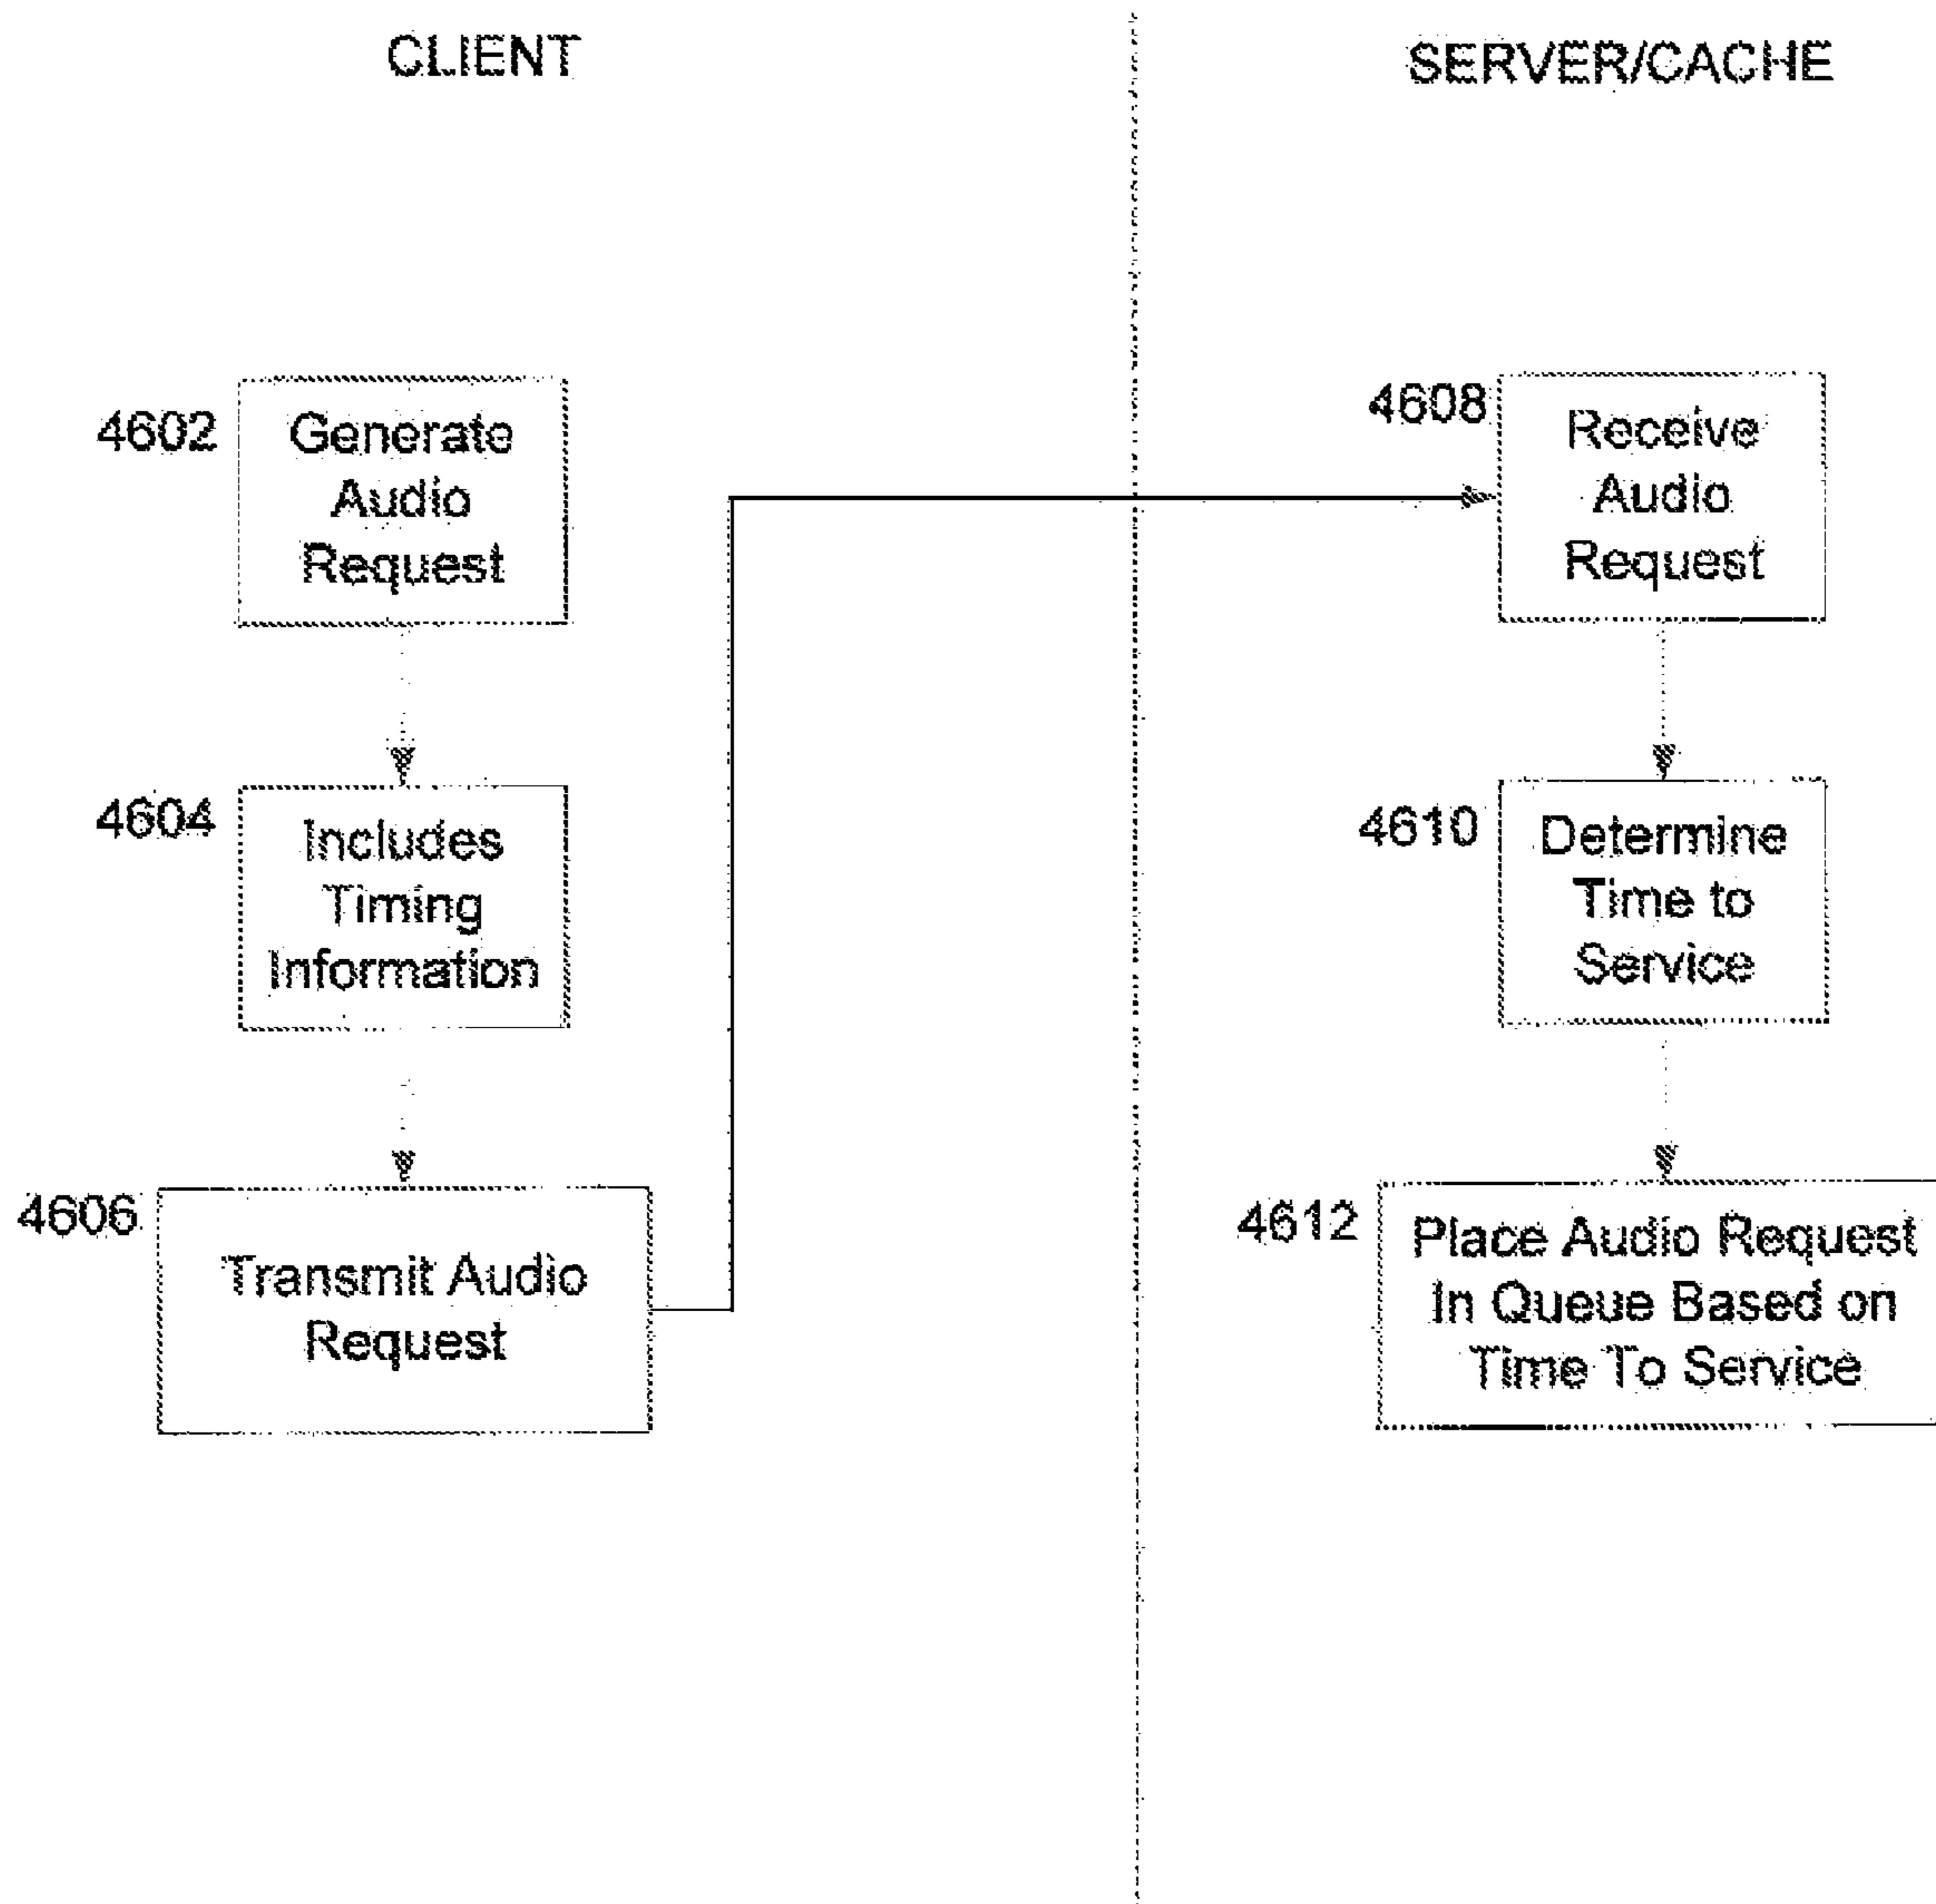 CLIENT
SERVER/CACHE
4602
Generate
Audio
Request
4604
Includes
Timing
Information
4606
Transmit Audio
Request
4608
Receive
Audio
Request
4610
Determine
Time to
Service
4612
Place Audio Request
In Queue Based on
Time To Service